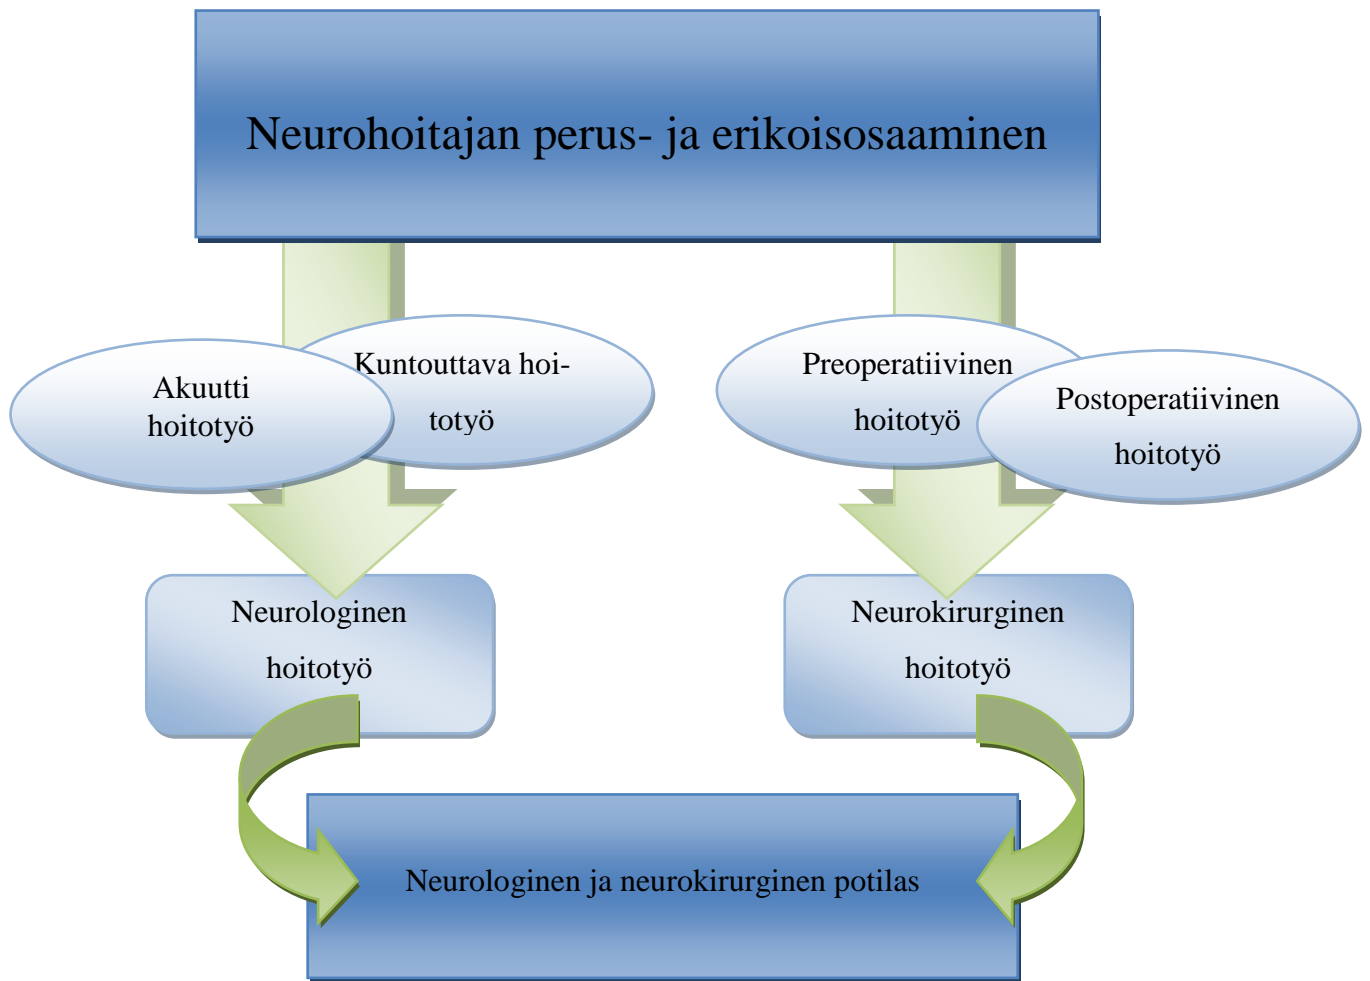 Neurohoitajan perus- ja erikoisosaaminen
Akuutti
hoitotyö
Kuntouttava hoi-
totyö
Preoperatiivinen
hoitotyö
Postoperatiivinen
hoitotyö
Neurologinen
hoitotyö
Neurokirurginen
hoitotyö
Neurologinen ja neurokirurginen potilas